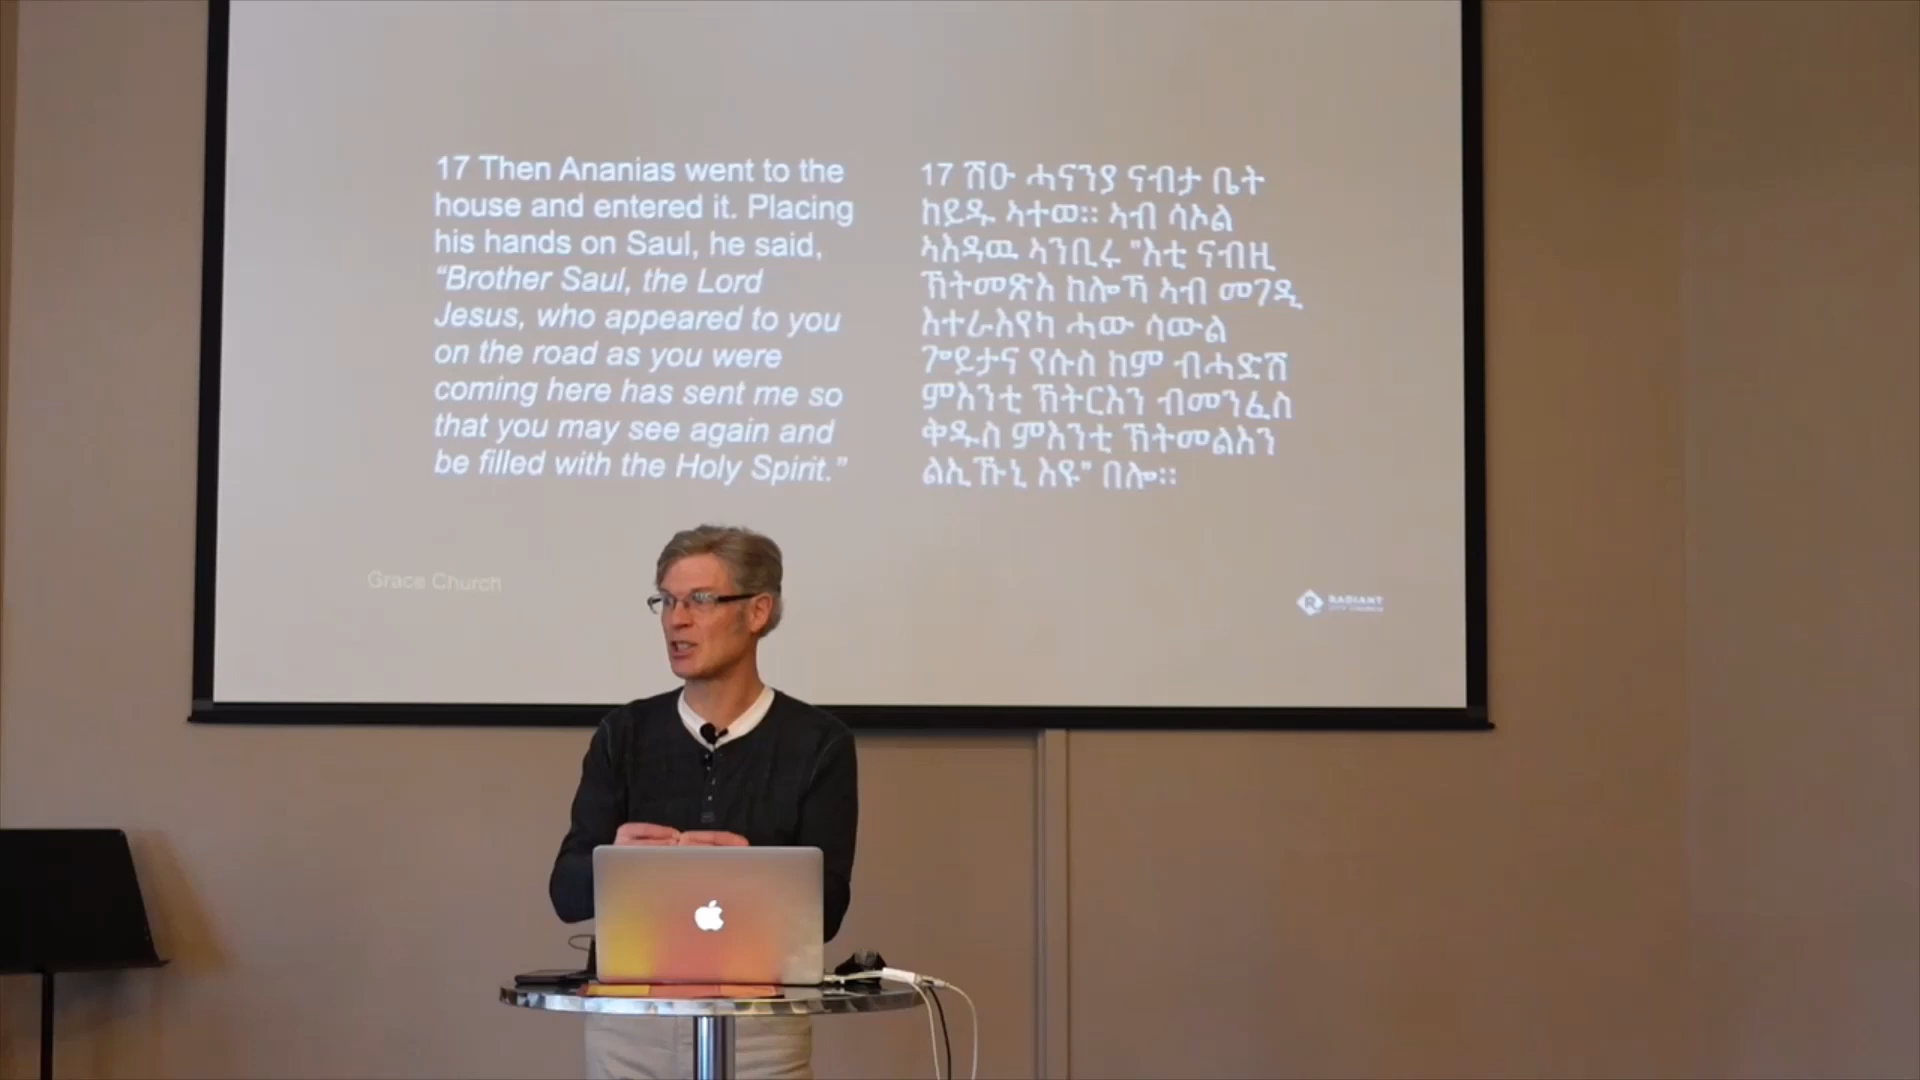 17 Then Ananias went to the
house and entered it. Placing
his hands on Saul, he said,
“Brother Saul, the Lord
Jesus, who appeared to you
on the road as you were
coming here has sent me so
that you may see again and
be filled with the Holy Spirit.”
17 ሽዑ ሓናንያ ናብታ ቤት
ከይዱ ኣተወ። ኣብ ሳኦል
ኣእዳዉ ኣንቢሩ "እቲ ናብዚ
ኽትመጽእ ከሎኻ ኣብ መገዲ
እተራእየካ ሓው ሳውል
ጐይታና የሱስ ከም ብሓድሽ
ምእንቲ ኽትርእን ብመንፈስ
ቅዱስ ምእንቲ ኽትመልእን
ልኢኹኒ እዩ" በሎ።
Grace Church
R RADIANT
CITY CHURCH